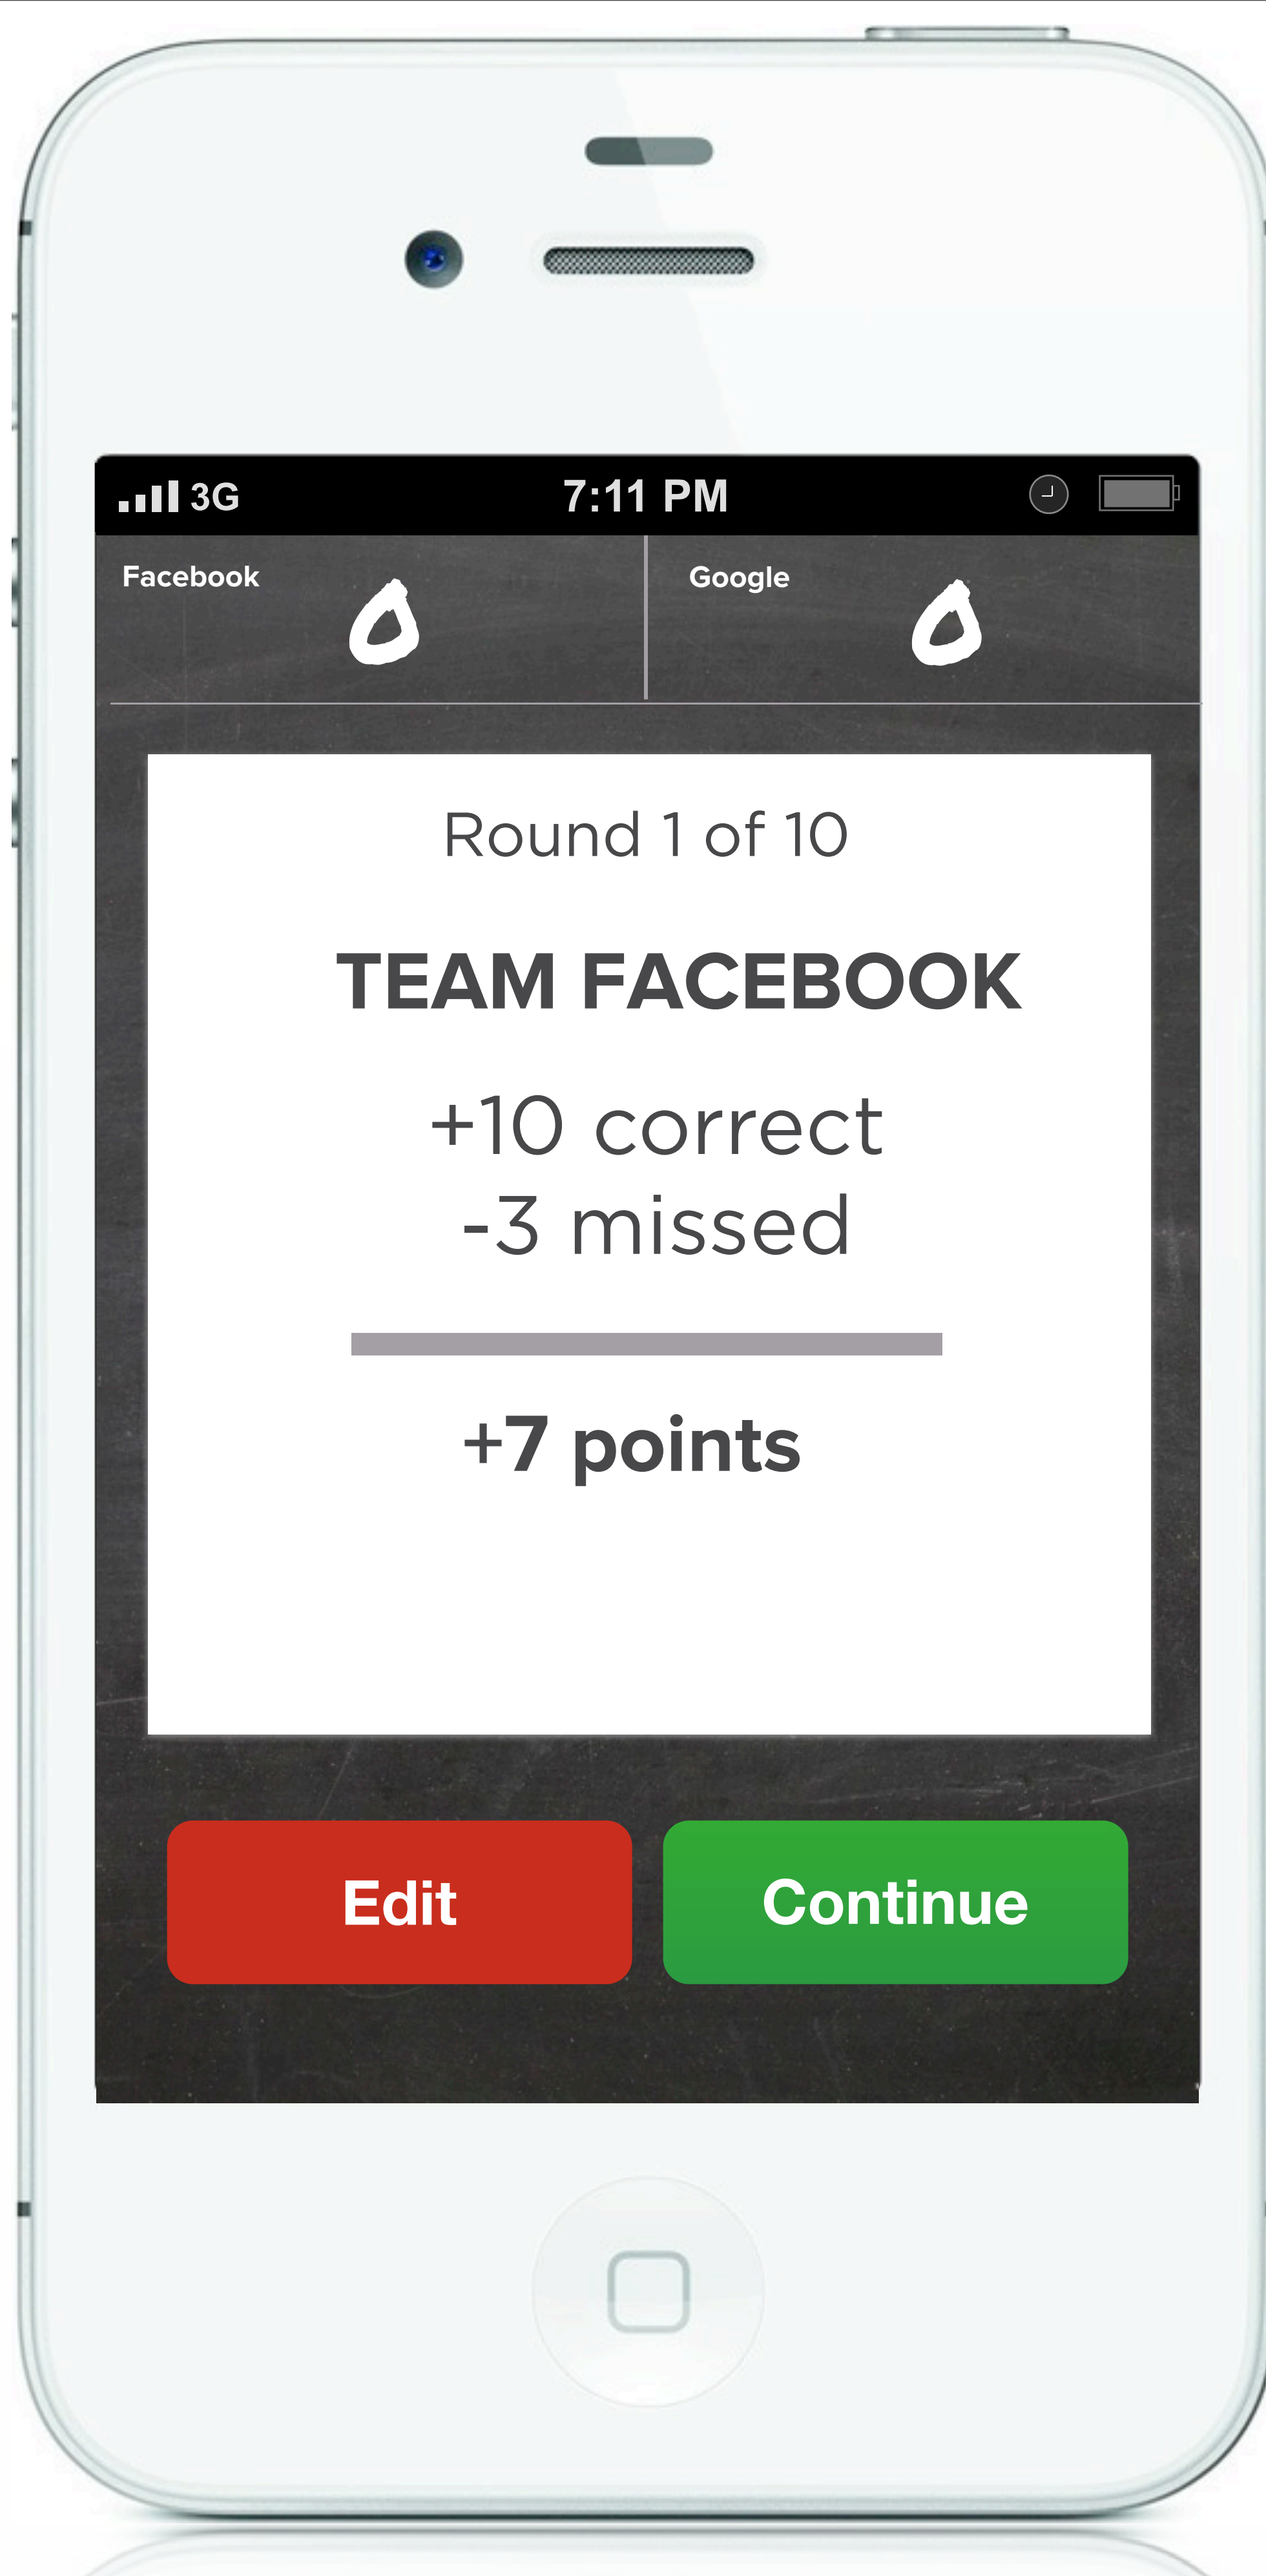 3G 7:11 PM
Facebook Google
0 0
Round 1 of 10
TEAM FACEBOOK
+10 correct
-3 missed
+7 points
Edit Continue